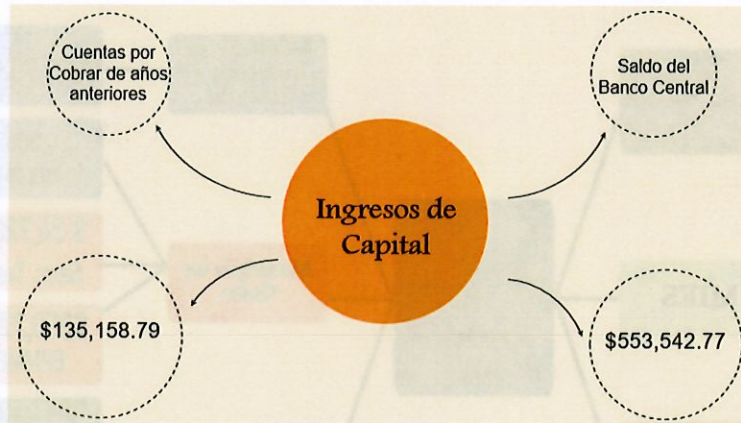 Cuentas por
Cobrar de años
anteriores
Saldo del
Banco Central
Ingresos de
Capital
$135,158.79
$553,542.77